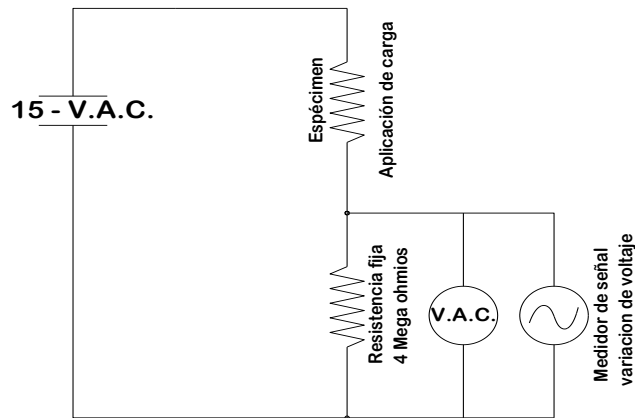 15 - V.A.C.
Espécimen
Aplicación de carga
Resistencia fija
4 Mega ohmios
V.A.C.
Medidor de señal
variacion de voltaje